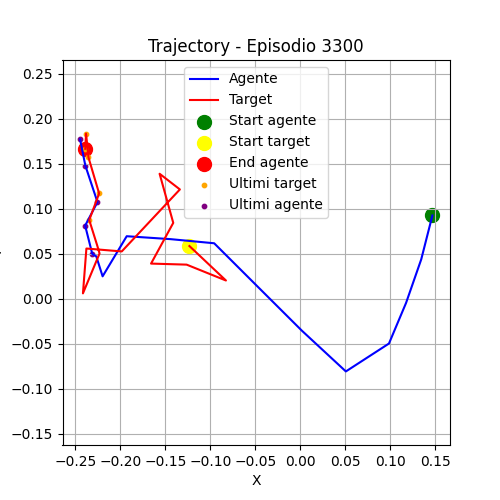 Trajectory - Episodio 3300
Agente
Target
Start agente
Start target
End agente
Ultimi target
Ultimi agente
0.25
0.20
0.15
0.10
0.05
0.00
−0.05
−0.10
−0.15
−0.25 −0.20 −0.15 −0.10 −0.05 0.00 0.05 0.10 0.15
X